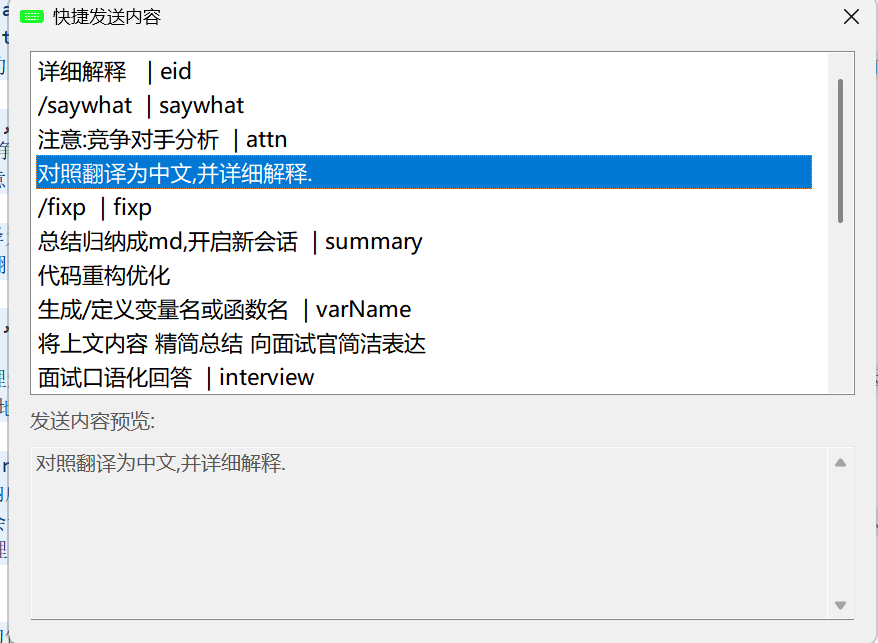 快捷发送内容
详细解释 | eid
/saywhat | saywhat
注意:竞争对手分析 | attn
对照翻译为中文,并详细解释.
/fixp | fixp
总结归纳成md,开启新会话 | summary
代码重构优化
生成/定义变量名或函数名 | varName
将上文内容 精简总结 向面试官简洁表达
面试口语化回答 | interview
发送内容预览:
对照翻译为中文,并详细解释.